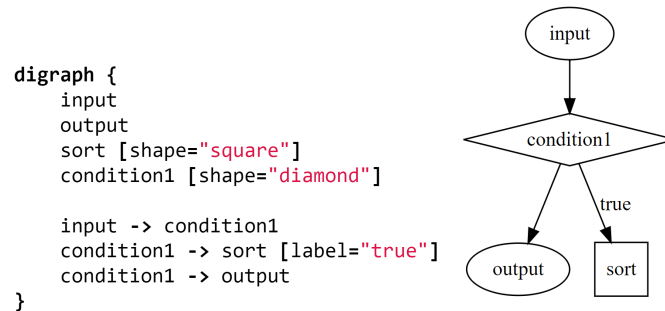 digraph {
    input
    output
    sort [shape="square"]
    condition1 [shape="diamond"]

    input -> condition1
    condition1 -> sort [label="true"]
    condition1 -> output
}
input
condition1
true
output
sort